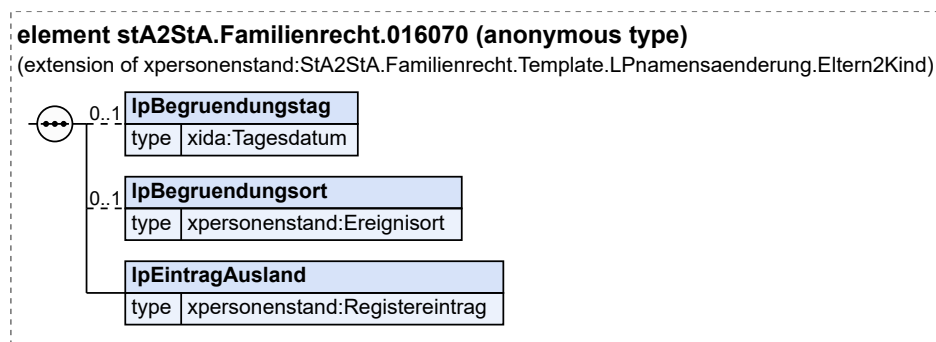 element stA2StA.Familienrecht.016070 (anonymous type)
(extension of xpersonenstand:StA2StA.Familienrecht.Template.LPnamensaenderung.Eltern2Kind)
0..1 lpBegruendungstag
type xida:Tagesdatum
0..1 lpBegruendungsort
type xpersonenstand:Ereignisort
lpEintragAusland
type xpersonenstand:Registereintrag